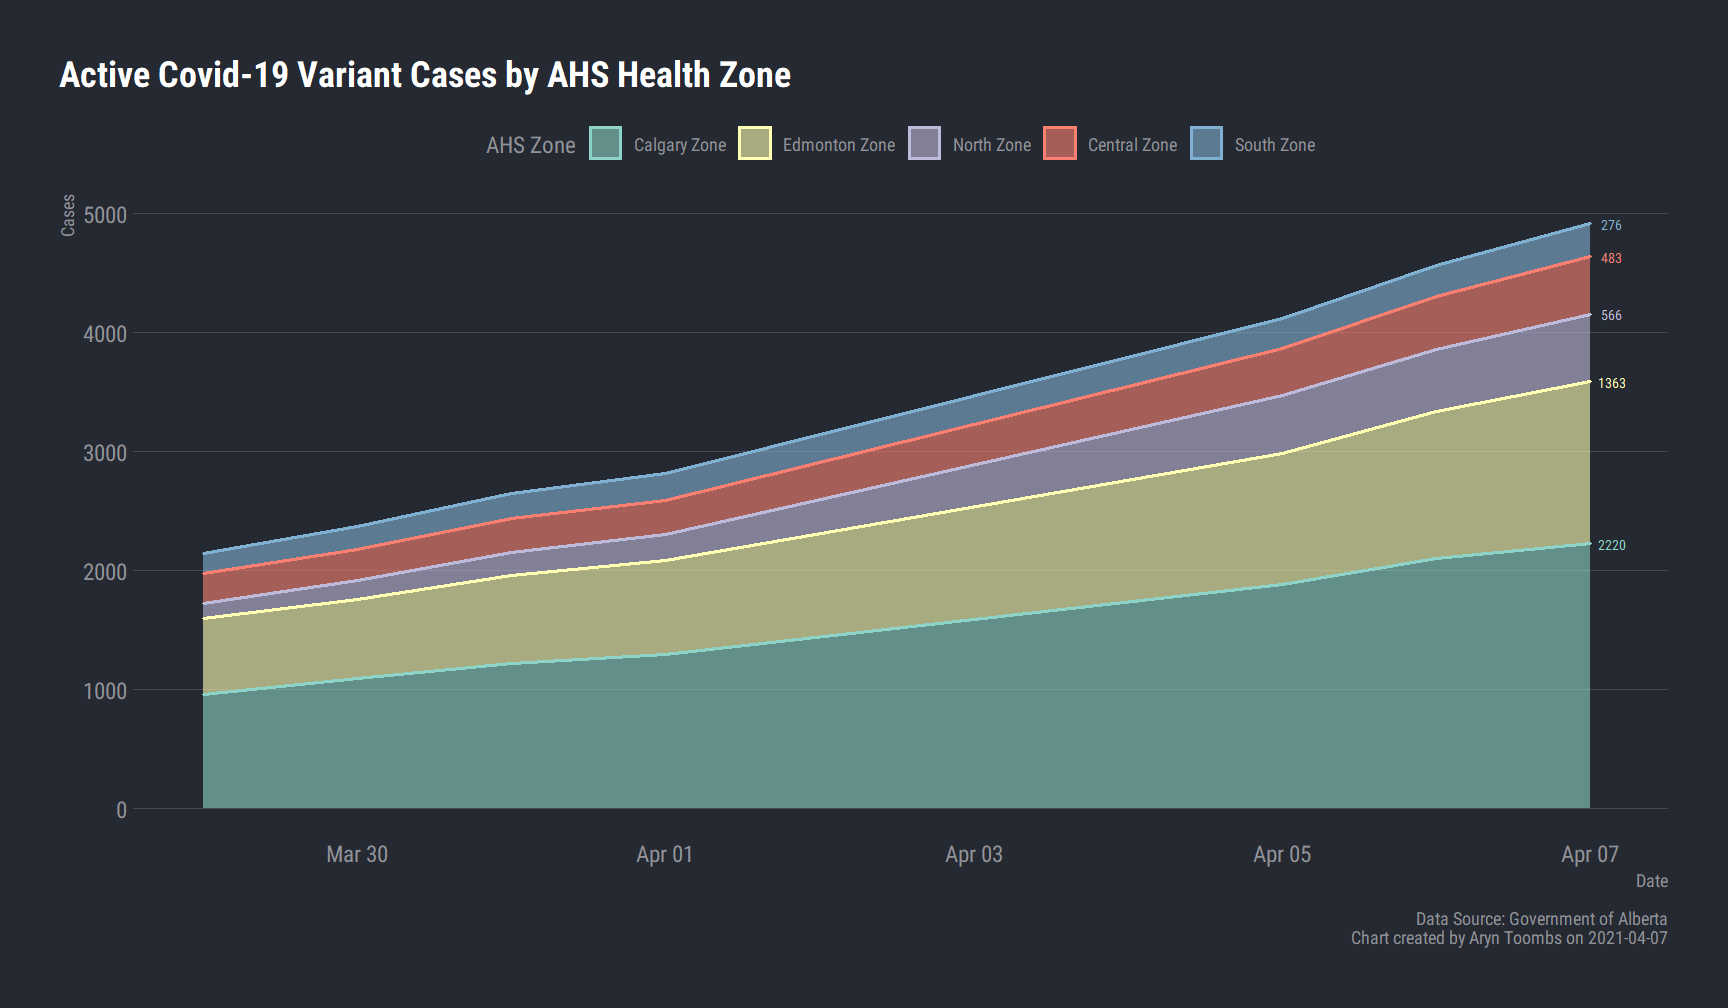 Active Covid-19 Variant Cases by AHS Health Zone
AHS Zone Calgary Zone Edmonton Zone North Zone Central Zone South Zone
Cases
5000
4000
3000
2000
1000
0
276
483
566
1363
2220
Mar 30 Apr 01 Apr 03 Apr 05 Apr 07
Date
Data Source: Government of Alberta
Chart created by Aryn Toombs on 2021-04-07